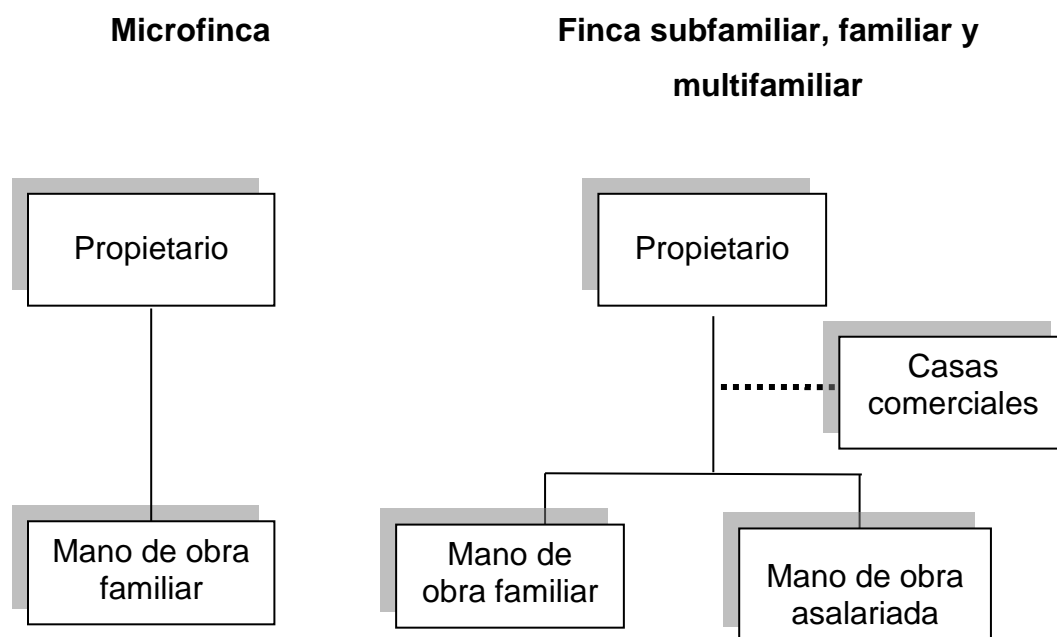 Microfinca
Finca subfamiliar, familiar y
multifamiliar
Propietario
Propietario
Casas
comerciales
Mano de obra
familiar
Mano de
obra familiar
Mano de obra
asalariada